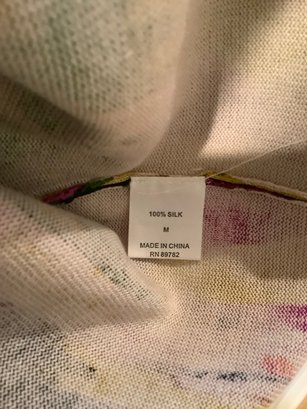 100% SILK
M
MADE IN CHINA
RN 89782